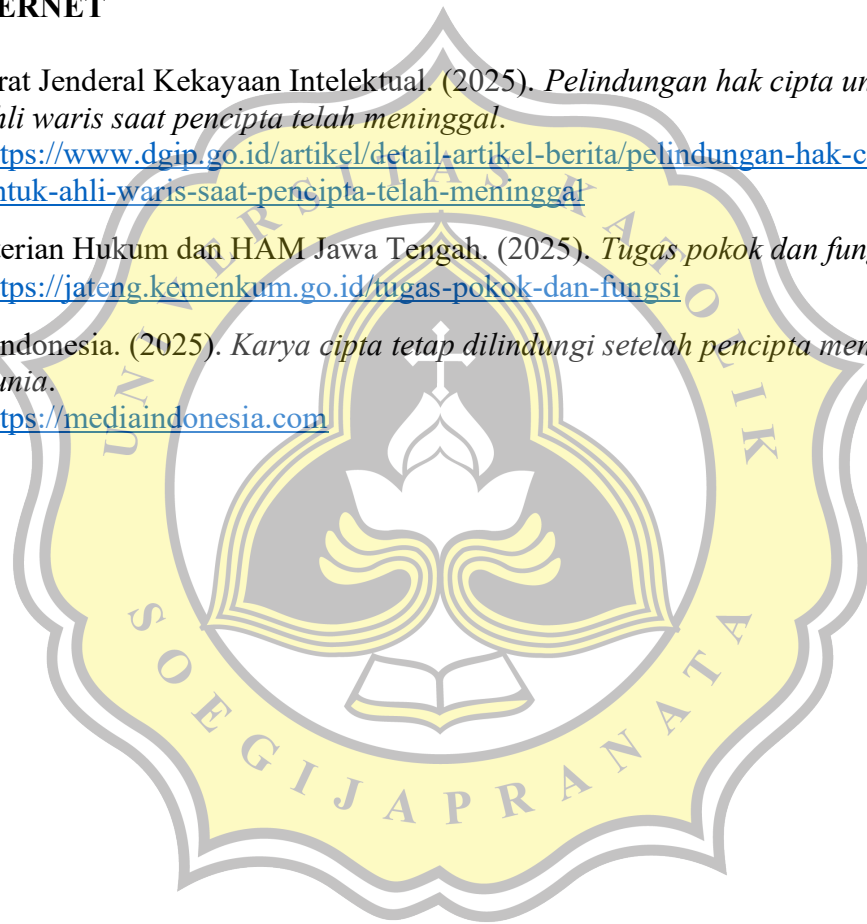 ERNET
rat Jenderal Kekayaan Intelektual. (2025). Pelindungan hak cipta un
hli waris saat pencipta telah meninggal.
tps://www.dgip.go.id/artikel/detail-artikel-berita/pelindungan-hak-c
ntuk-ahli-waris-saat-pencipta-telah-meninggal
terian Hukum dan HAM Jawa Tengah. (2025). Tugas pokok dan fung
tps://jateng.kemenkum.go.id/tugas-pokok-dan-fungsi
ndonesia. (2025). Karya cipta tetap dilindungi setelah pencipta men
unia.
tps://mediaindonesia.com
UNIVERSITAS KATOLIK
SOEGIJAPRANATA